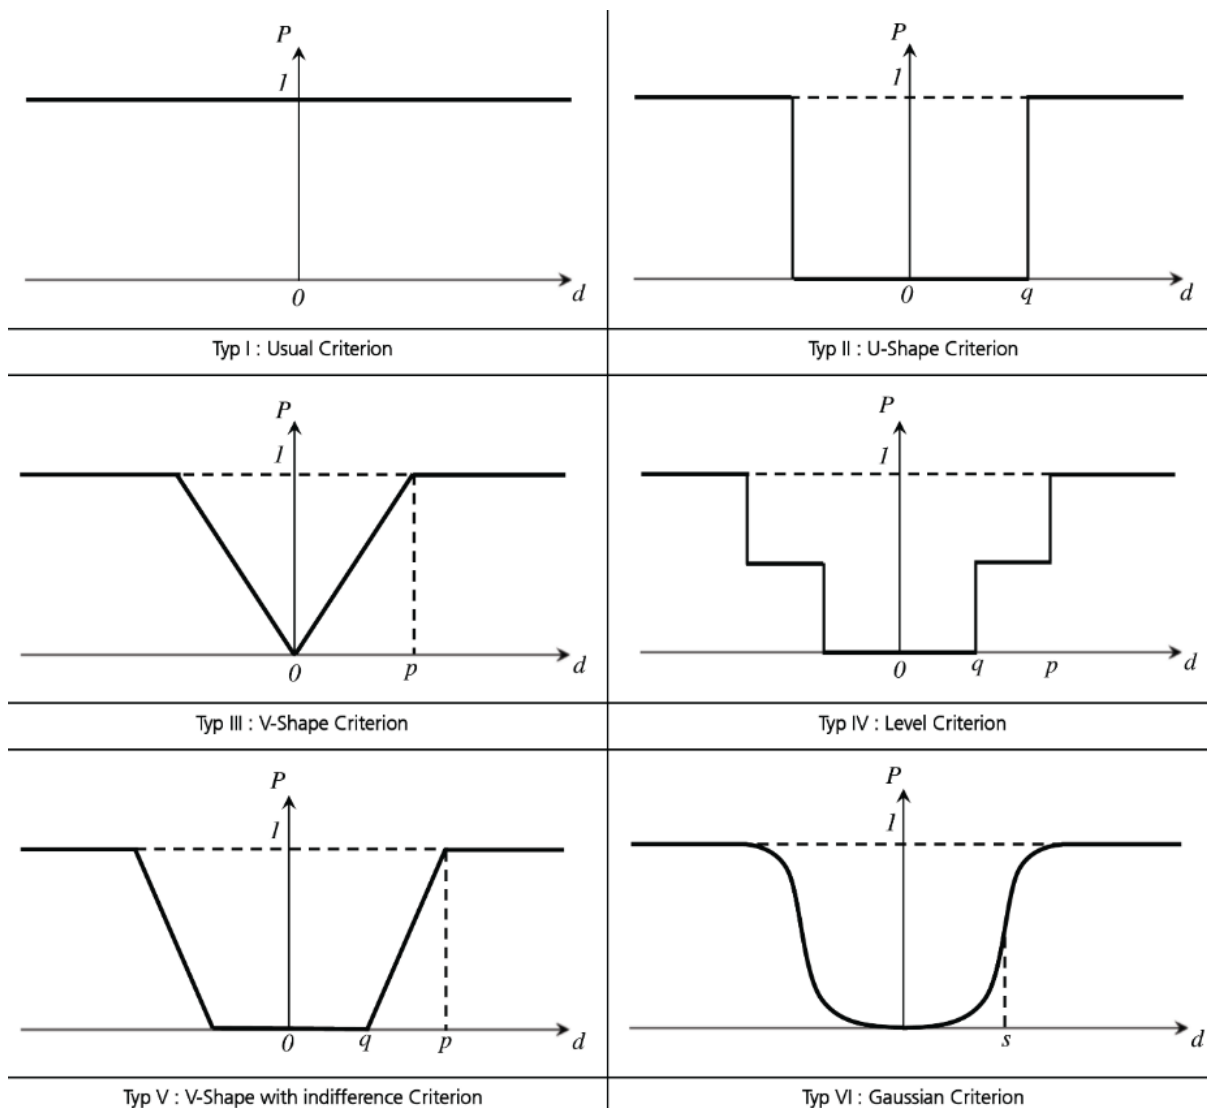 P
1
0
d
Typ I : Usual Criterion
P
1
0
q
d
Typ II : U-Shape Criterion
P
1
0
p
d
Typ III : V-Shape Criterion
P
1
0
q
p
d
Typ IV : Level Criterion
P
1
0
q
p
d
Typ V : V-Shape with indifference Criterion
P
1
s
d
Typ VI : Gaussian Criterion